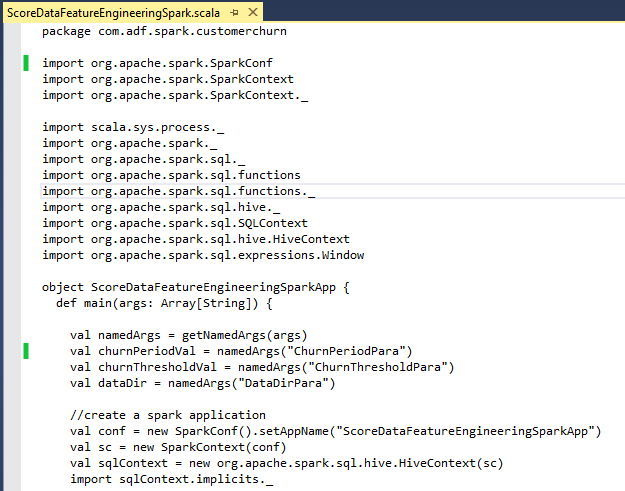 ScoreDataFeatureEngineeringSpark.scala
package com.adf.spark.customerchurn
import org.apache.spark.SparkConf
import org.apache.spark.SparkContext
import org.apache.spark.SparkContext._
import scala.sys.process._
import org.apache.spark._
import org.apache.spark.sql._
import org.apache.spark.sql.functions
import org.apache.spark.sql.functions._
import org.apache.spark.sql.hive._
import org.apache.spark.sql.SQLContext
import org.apache.spark.sql.hive.HiveContext
import org.apache.spark.sql.expressions.Window
object ScoreDataFeatureEngineeringSparkApp {
def main(args: Array[String]) {
val namedArgs = getNamedArgs(args)
val churnPeriodVal = namedArgs("ChurnPeriodPara")
val churnThresholdVal = namedArgs("ChurnThresholdPara")
val dataDir = namedArgs("DataDirPara")
//create a spark application
val conf = new SparkConf().setAppName("ScoreDataFeatureEngineeringSparkApp")
val sc = new SparkContext(conf)
val sqlContext = new org.apache.spark.sql.hive.HiveContext(sc)
import sqlContext.implicits._